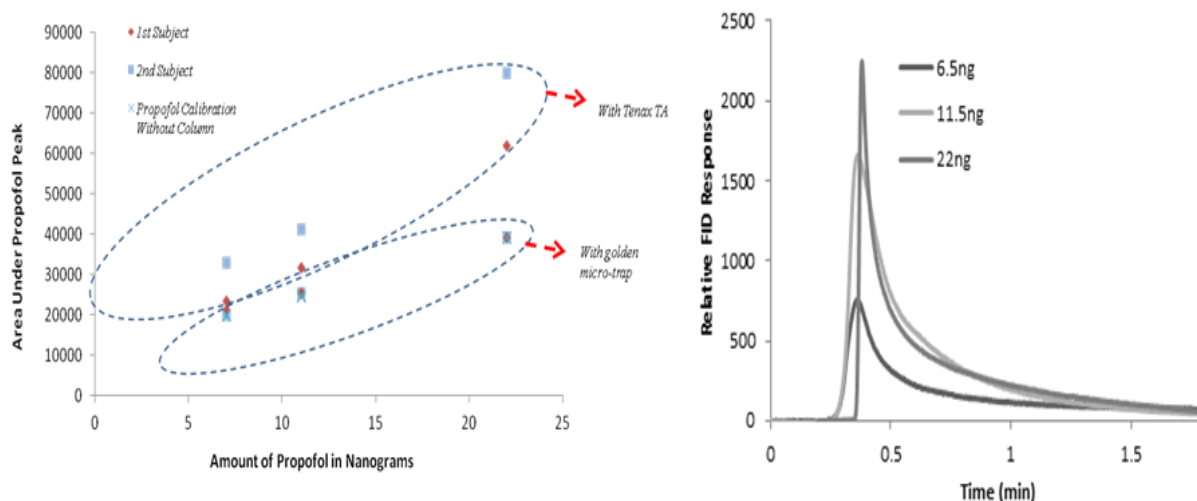 90000
80000
70000
60000
50000
40000
30000
20000
10000
0
0 5 10 15 20 25
Area Under Propofol Peak
Amount of Propofol in Nanograms
1st Subject
2nd Subject
Propofol Calibration
Without Column
With Tenax TA
With golden
micro-trap
2500
2000
1500
1000
500
0
0 0.5 1 1.5
Relative FID Response
Time (min)
6.5ng
11.5ng
22ng